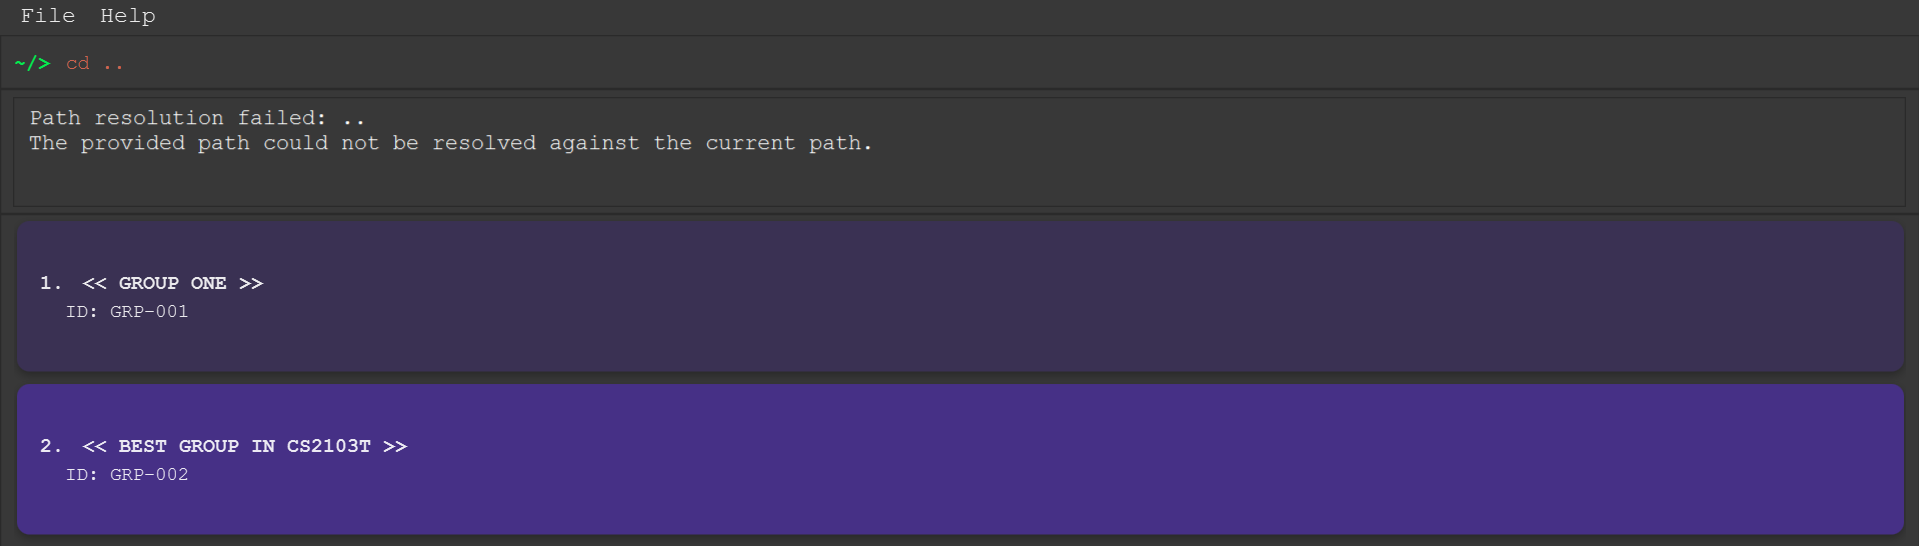 File Help
~/> cd ..
Path resolution failed: ..
The provided path could not be resolved against the current path.
1. << GROUP ONE >>
ID: GRP-001
2. << BEST GROUP IN CS2103T >>
ID: GRP-002